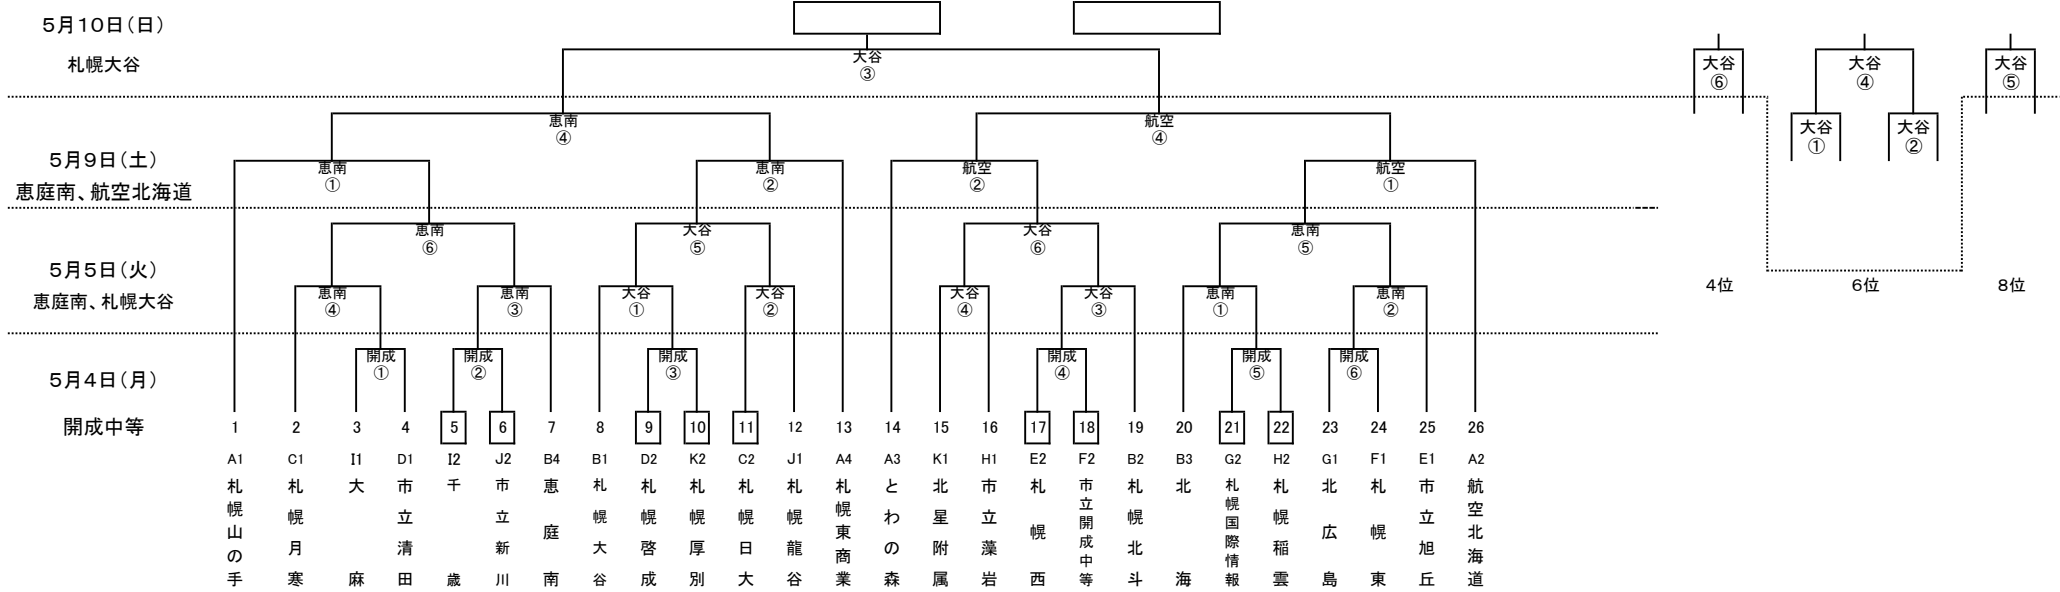 5月10日（日）
札幌大谷
大谷
③
大谷
⑥
大谷
④
大谷
⑤
恵南
④
航空
④
大谷
①
大谷
②
5月9日（土）
恵庭南、航空北海道
恵南
①
恵南
②
航空
②
航空
①
恵南
⑥
大谷
⑤
大谷
⑥
恵南
⑤
5月5日（火）
恵庭南、札幌大谷
4位
6位
8位
恵南
④
恵南
③
大谷
①
大谷
②
大谷
④
大谷
③
恵南
①
恵南
②
5月4日（月）
開成中等
開成
①
開成
②
開成
③
開成
④
開成
⑤
開成
⑥
1 2 3 4 5 6 7 8 9 10 11 12 13 14 15 16 17 18 19 20 21 22 23 24 25 26
A1 C1 I1 D1 I2 J2 B4 B1 D2 K2 C2 J1 A4 A3 K1 H1 E2 F2 B2 B3 G2 H2 G1 F1 E1 A2
札幌山の手
札幌月寒
大麻
市立清田
千歳
市立新川
恵庭南
札幌大谷
札幌啓成
札幌厚別
札幌日大
札幌龍谷
札幌東商業
とわの森
北星附属
市立藻岩
札幌西
市立開成中等
札幌北斗
北海
札幌国際情報
札幌稲雲
北広島
札幌東
市立旭丘
航空北海道